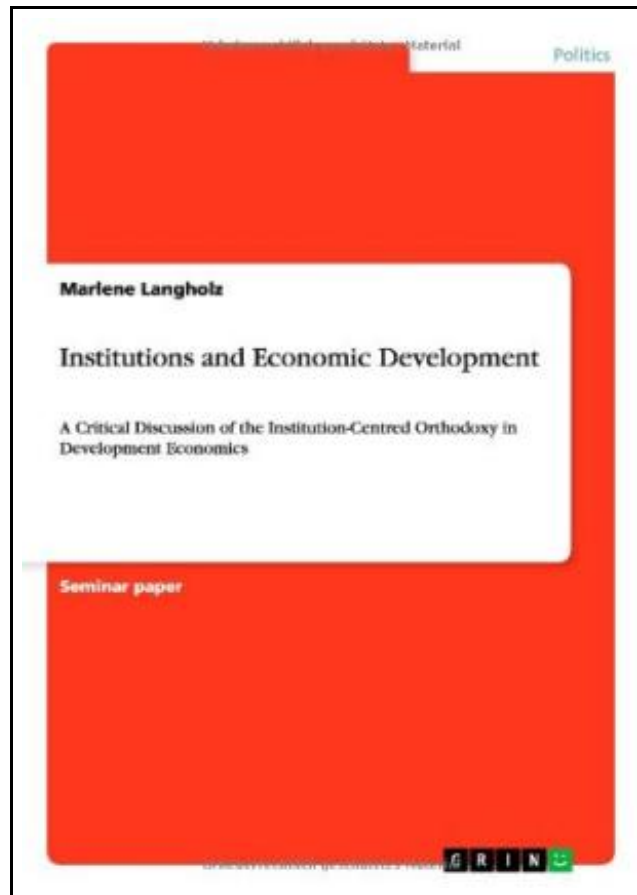 Material
Politics
Marlene Langholz
Institutions and Economic Development
A Critical Discussion of the Institution-Centred Orthodoxy in
Development Economics
Seminar paper
G R I N